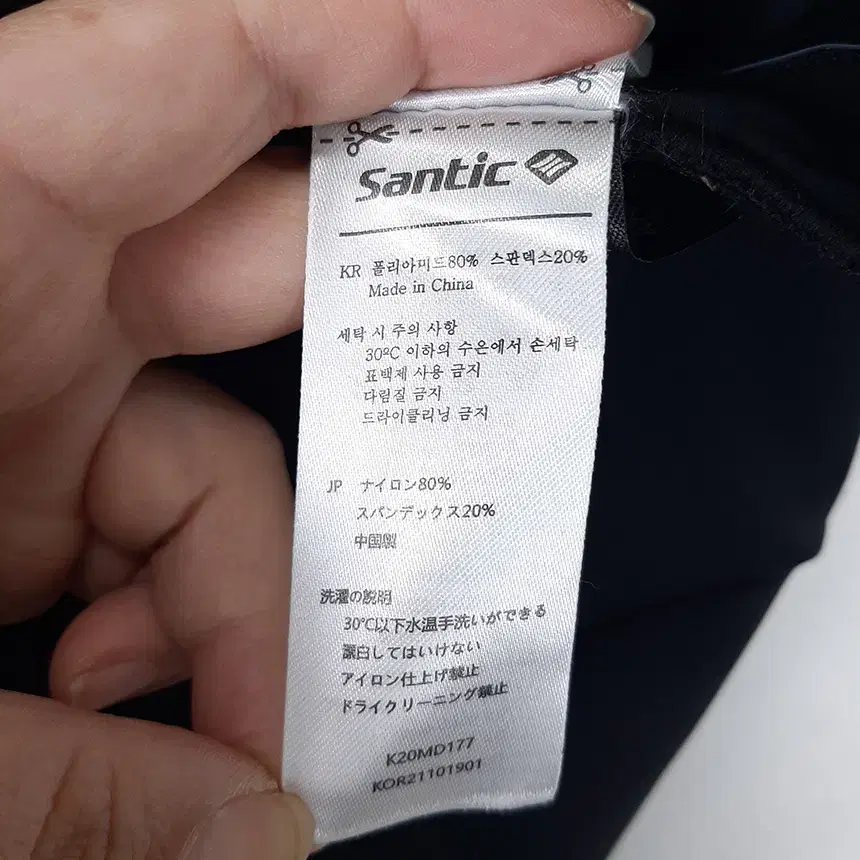 Santic
KR 폴리아미드80% 스판덱스20%
Made in China
세탁 시 주의 사항
30ºC 이하의 수온에서 손세탁
표백제 사용 금지
다림질 금지
드라이클리닝 금지
JP ナイロン80%
スパンデックス20%
中国製
洗濯の説明
30℃以下水温手洗いができる
漂白してはいけない
アイロン仕上げ禁止
ドライクリーニング禁止
K20MD177
KOR21101901